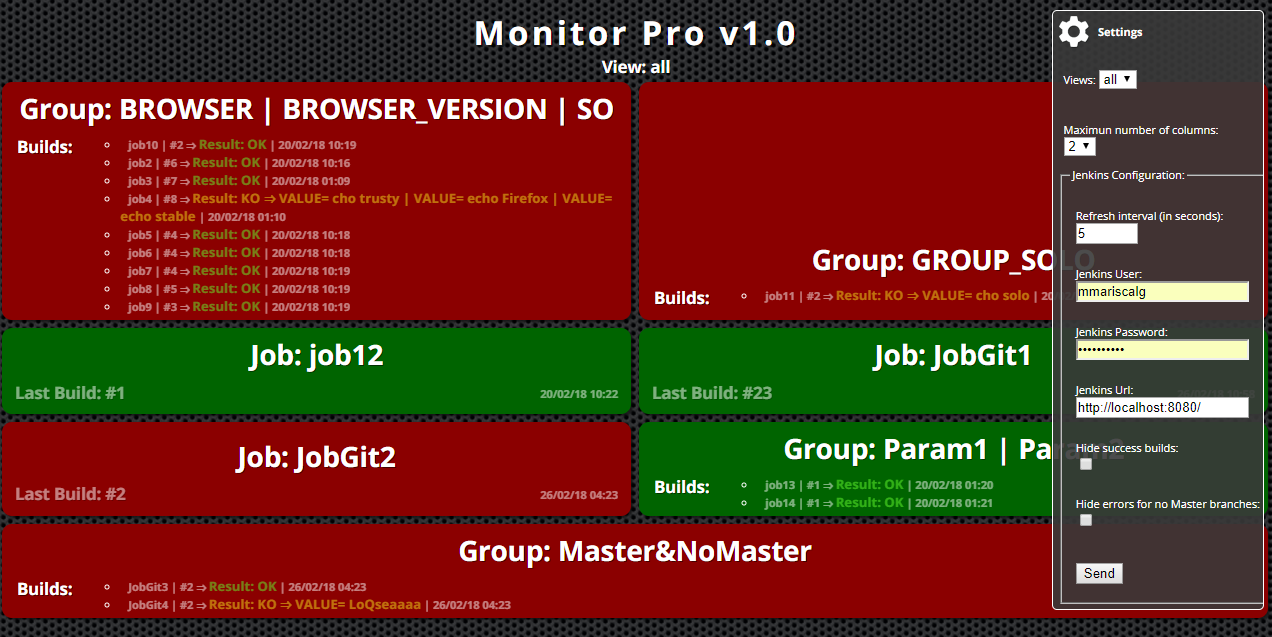 Monitor Pro v1.0
View: all
Group: BROWSER | BROWSER_VERSION | SO
Builds:
job10 | #2 ⇒ Result: OK | 20/02/18 10:19
job2 | #6 ⇒ Result: OK | 20/02/18 10:16
job3 | #7 ⇒ Result: OK | 20/02/18 01:09
job4 | #8 ⇒ Result: KO ⇒ VALUE= cho trusty | VALUE= echo Firefox | VALUE=
echo stable | 20/02/18 01:10
job5 | #4 ⇒ Result: OK | 20/02/18 10:18
job6 | #4 ⇒ Result: OK | 20/02/18 10:18
job7 | #4 ⇒ Result: OK | 20/02/18 10:19
job8 | #5 ⇒ Result: OK | 20/02/18 10:19
job9 | #3 ⇒ Result: OK | 20/02/18 10:19
Group: GROUP_SOLO
Builds:
job11 | #2 ⇒ Result: KO ⇒ VALUE= cho solo |
Job: job12
Last Build: #1
20/02/18 10:22
Job: JobGit1
Last Build: #23
Job: JobGit2
Last Build: #2
26/02/18 04:23
Group: Param1 | Param2
Builds:
job13 | #1 ⇒ Result: OK | 20/02/18 01:20
job14 | #1 ⇒ Result: OK | 20/02/18 01:21
Group: Master&NoMaster
Builds:
JobGit3 | #2 ⇒ Result: OK | 26/02/18 04:23
JobGit4 | #2 ⇒ Result: KO ⇒ VALUE= LoQseaaaa | 26/02/18 04:23
Settings
Views: all
Maximun number of columns:
2
Jenkins Configuration:
Refresh interval (in seconds):
5
Jenkins User:
mmariscalg
Jenkins Password:
••••••••••
Jenkins Url:
http://localhost:8080/
Hide success builds:
Hide errors for no Master branches:
Send